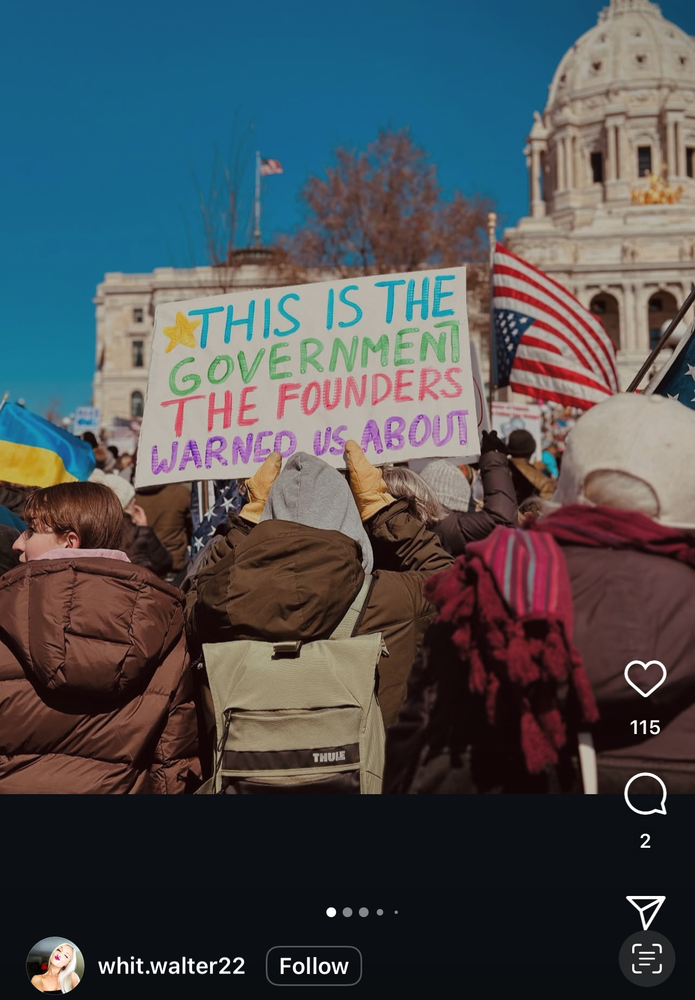 THIS IS THE
GOVERNMENT
THE FOUNDERS
WARNED US ABOUT
THULE
115
2
whit.walter22
Follow